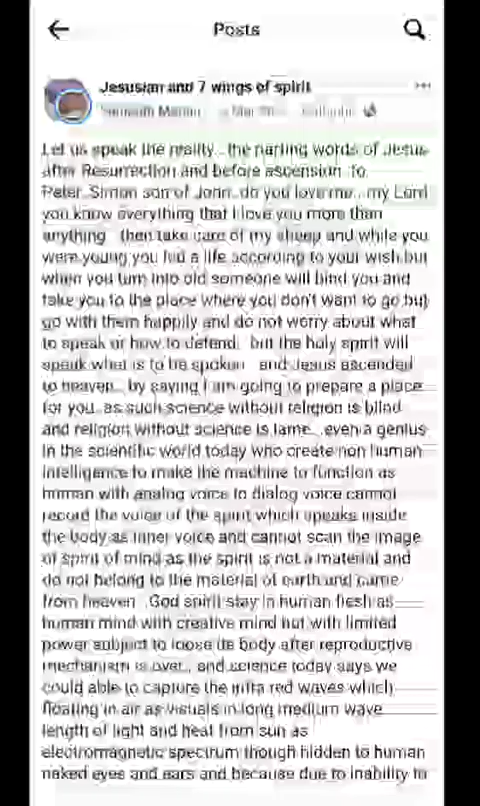 Posts
Jesusian and 7 wings of spirit
Let us speak the reality.. the parting words of Jesus
after Resurrection and before ascension to
Peter. Simon son of John..do you love me.. my Lord
you know everything that I love you more than
anything then take care of my sheep and while you
were young you led a life according to your wish but
when you turn into old someone will bind you and
take you to the place where you don't want to go but
go with them happily and do not worry about what
to speak or how to defend. but the holy spirit will
speak what is to be spoken and Jesus ascended
to heaven.. by saying I am going to prepare a place
for you..as such science without religion is blind
and religion without science is lame...even a genius
in the scientific world today who create non human
intelligence to make the machine to function as
human with analog voice to dialog voice cannot
record the voice of the spirit which speaks inside
the body as inner voice and cannot scan the image
of spirit of mind as the spirit is not a material and
do not belong to the material of earth and came
from heaven .God spirit stay in human flesh as
human mind with creative mind but with limited
power subject to loose its body after reproductive
mechanism is over.. and science today says we
could able to capture the infra red waves which
floating in air as visuals in long medium wave
length of light and heat from sun as
electromagnetic spectrum though hidden to human
naked eyes and ears and because due to inability to